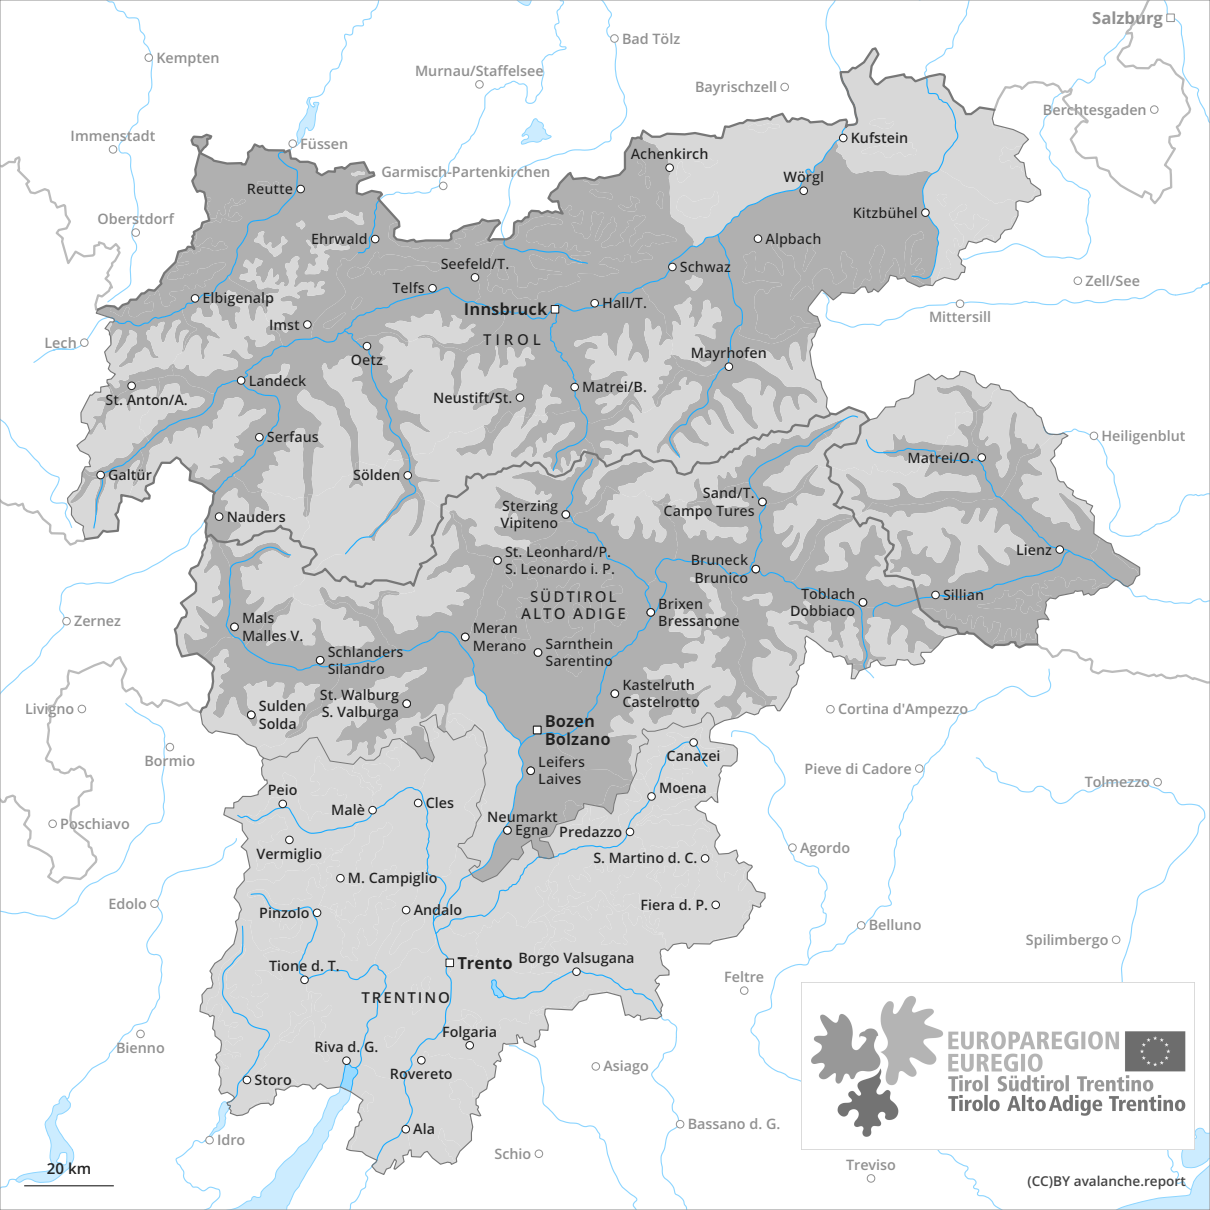 Salzburg
Bad Tölz
Kempten
Murnau/Staffelsee
Bayrischzell
Berchtesgaden
Immenstadt
Füssen
Kufstein
Achenkirch
Garmisch-Partenkirchen
Wörgl
Reutte
Oberstdorf
Kitzbühel
Ehrwald
Alpbach
Seefeld/T.
Schwaz
Zell/See
Telfs
Elbigenalp
Hall/T.
Innsbruck
Mittersill
Imst
TIROL
Lech
Oetz
Mayrhofen
Landeck
Matrei/B.
St. Anton/A.
Neustift/St.
Serfaus
Heiligenblut
Matrei/O.
Galtür
Sölden
Sand/T.
Campo Tures
Sterzing
Vipiteno
Nauders
Lienz
St. Leonhard/P.
S. Leonardo i. P.
Bruneck
Brunico
SÜDTIROL
ALTO ADIGE
Toblach
Dobbiaco
Sillian
Brixen
Bressanone
Zernez
Mals
Malles V.
Meran
Merano
Sarnthein
Sarentino
Schlanders
Silandro
Kastelruth
Castelrotto
St. Walburg
S. Valburga
Sulden
Solda
Livigno
Cortina d'Ampezzo
Bozen
Bolzano
Bormio
Canazei
Leifers
Laives
Pieve di Cadore
Tolmezzo
Peio
Moena
Malè
Cles
Neumarkt
Egna
Predazzo
Poschiavo
Vermiglio
Agordo
S. Martino d. C.
M. Campiglio
Edolo
Pinzolo
Andalo
Fiera d. P.
Belluno
Spilimbergo
Trento
Borgo Valsugana
Tione d. T.
Feltre
TRENTINO
Folgaria
Bienno
Riva d. G.
Rovereto
Asiago
Storo
EUROPAREGION
EUREGIO
Tirol Südtirol Trentino
Tirolo Alto Adige Trentino
Ala
Bassano d. G.
Idro
Schio
Treviso
20 km
(CC)BY avalanche.report